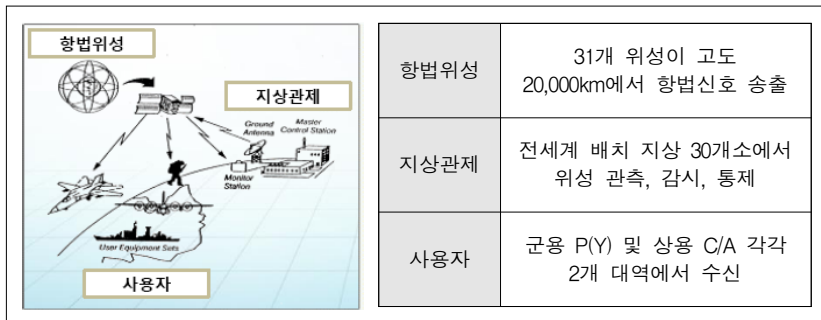 항법위성
지상관제
Ground
Antenna
Master
Control Station
Monitor
Station
User Equipment Sets
사용자
항법위성
31개 위성이 고도
20,000km에서 항법신호 송출
지상관제
전세계 배치 지상 30개소에서
위성 관측, 감시, 통제
사용자
군용 P(Y) 및 상용 C/A 각각
2개 대역에서 수신